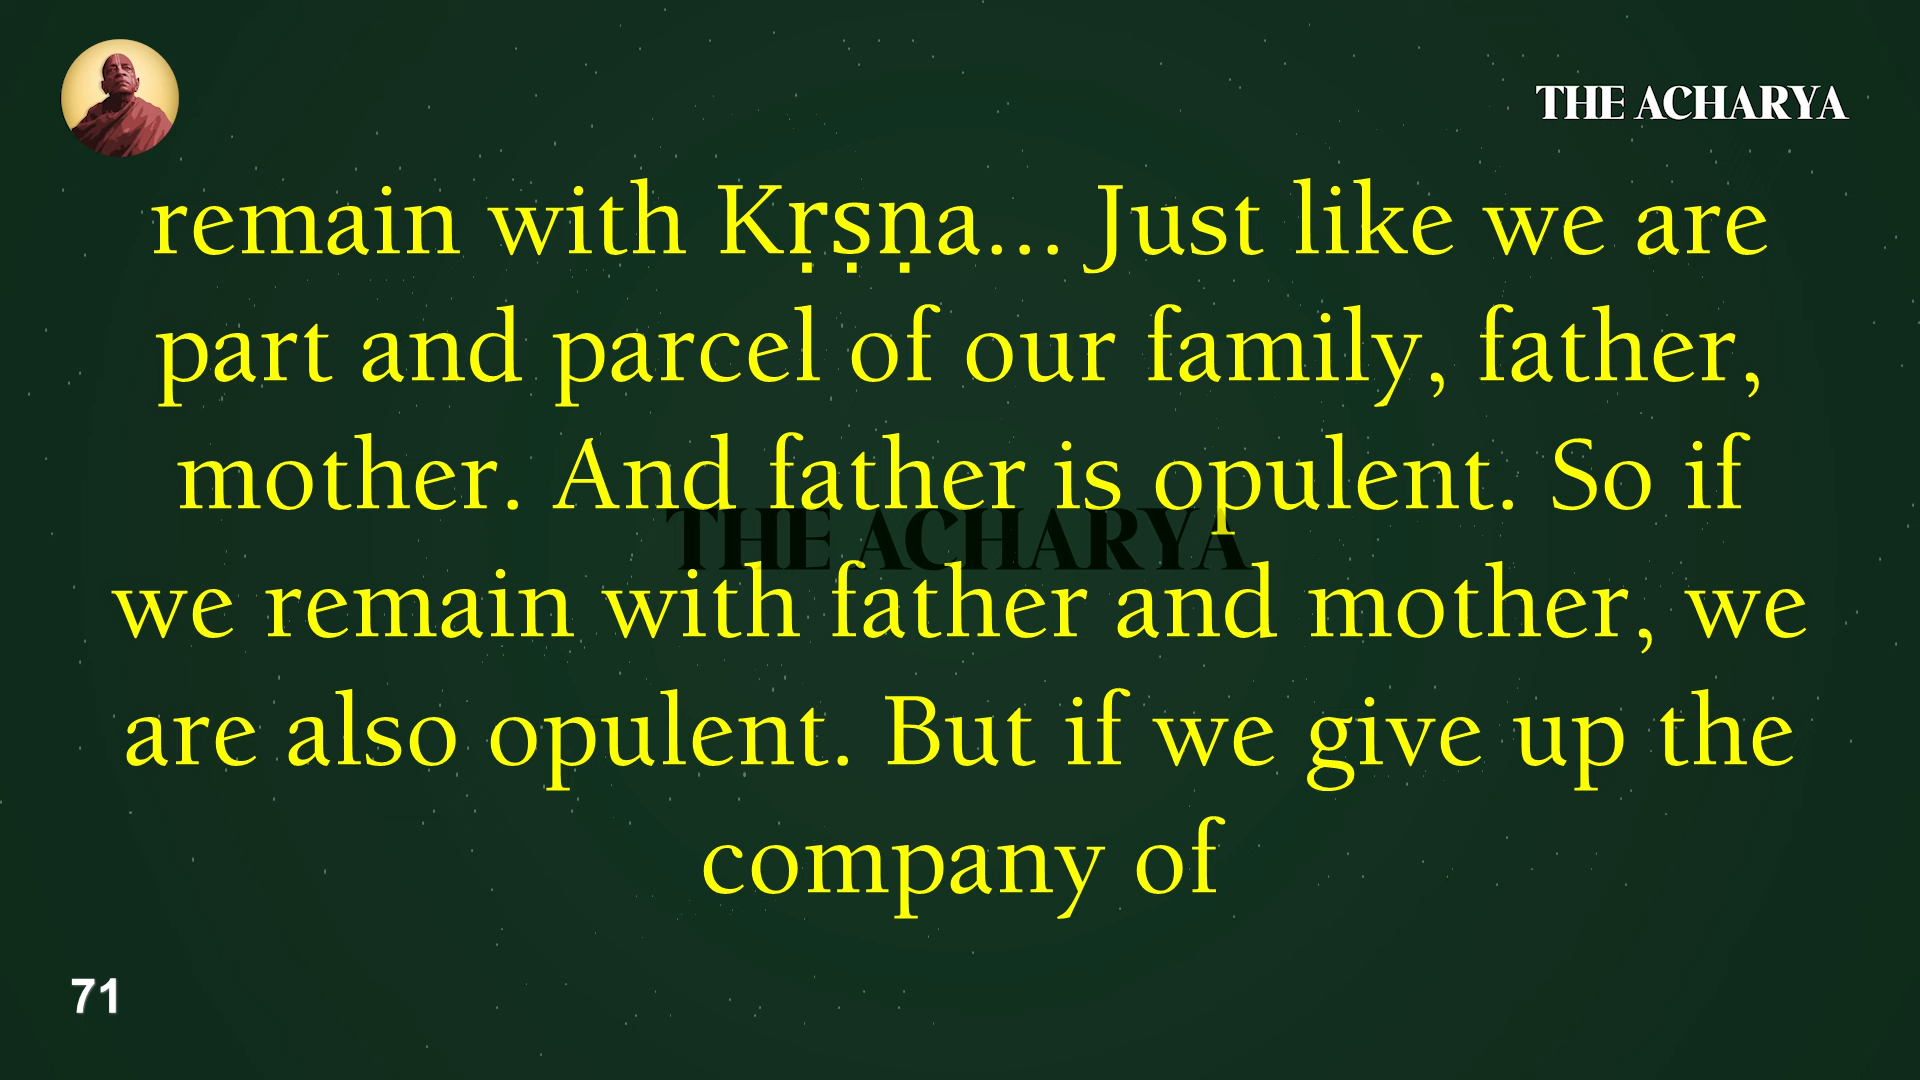 THE ACHARYA
remain with Kṛṣṇa... Just like we are
part and parcel of our family, father,
mother. And father is opulent. So if
THE ACHARYA
we remain with father and mother, we
are also opulent. But if we give up the
company of
71